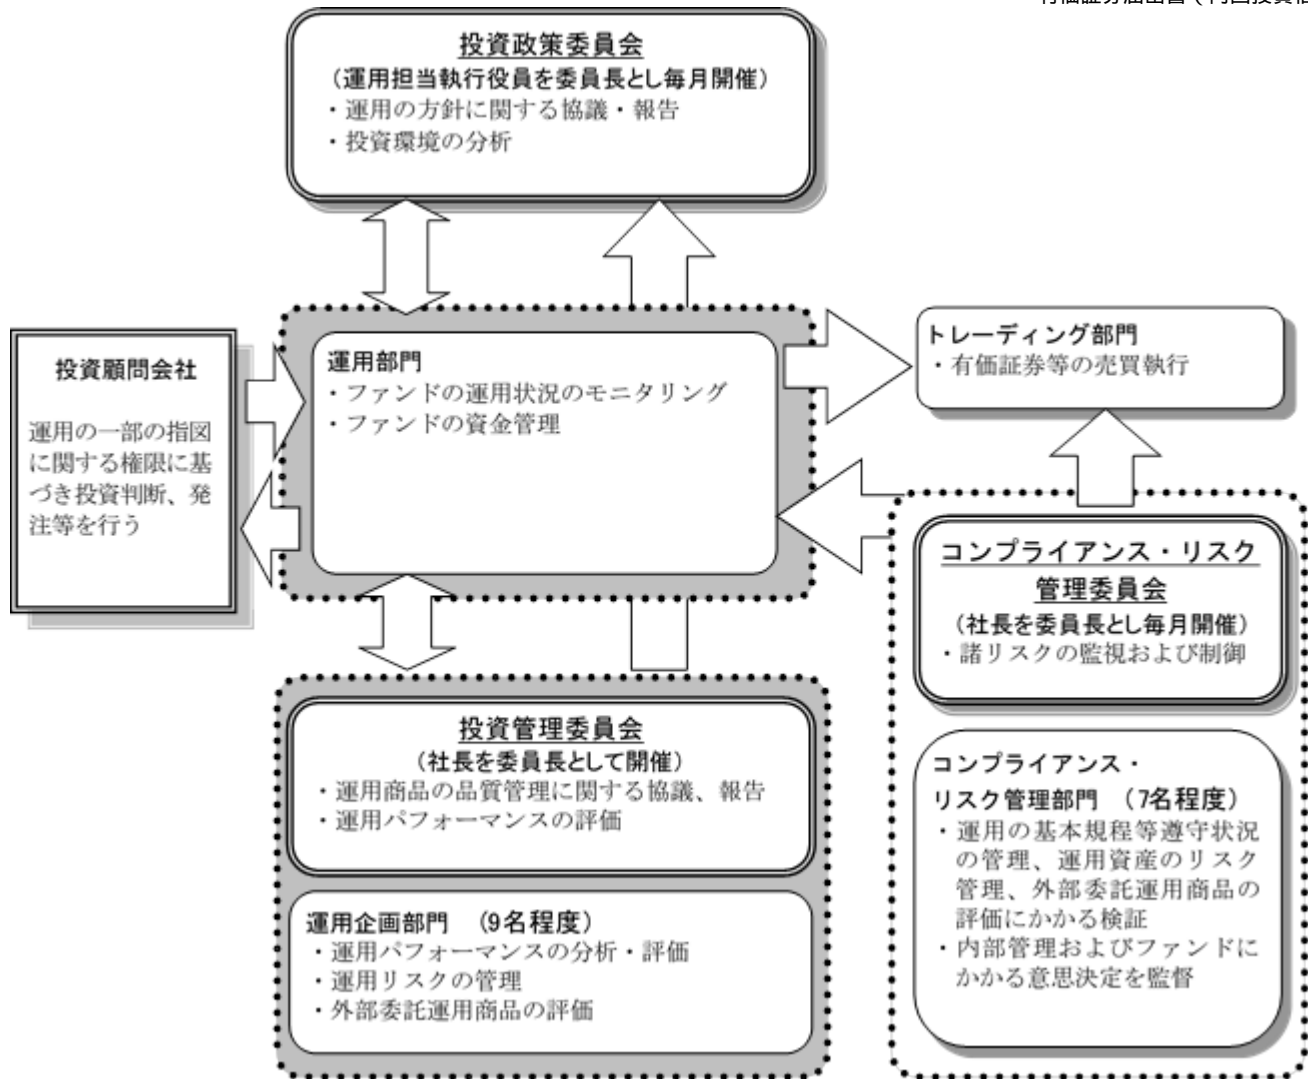 投資政策委員会
（運用担当執行役員を委員長とし毎月開催）
・運用の方針に関する協議・報告
・投資環境の分析
投資顧問会社
運用の一部の指図
に関する権限に基
づき投資判断、発
注等を行う
運用部門
・ファンドの運用状況のモニタリング
・ファンドの資金管理
トレーディング部門
・有価証券等の売買執行
コンプライアンス・リスク
管理委員会
（社長を委員長とし毎月開催）
・諸リスクの監視および制御
投資管理委員会
（社長を委員長として開催）
・運用商品の品質管理に関する協議、報告
・運用パフォーマンスの評価
運用企画部門　（9名程度）
・運用パフォーマンスの分析・評価
・運用リスクの管理
・外部委託運用商品の評価
コンプライアンス・
リスク管理部門　（7名程度）
・運用の基本規程等遵守状況
の管理、運用資産のリスク
管理、外部委託運用商品の
評価にかかる検証
・内部管理およびファンドに
かかる意思決定を監督